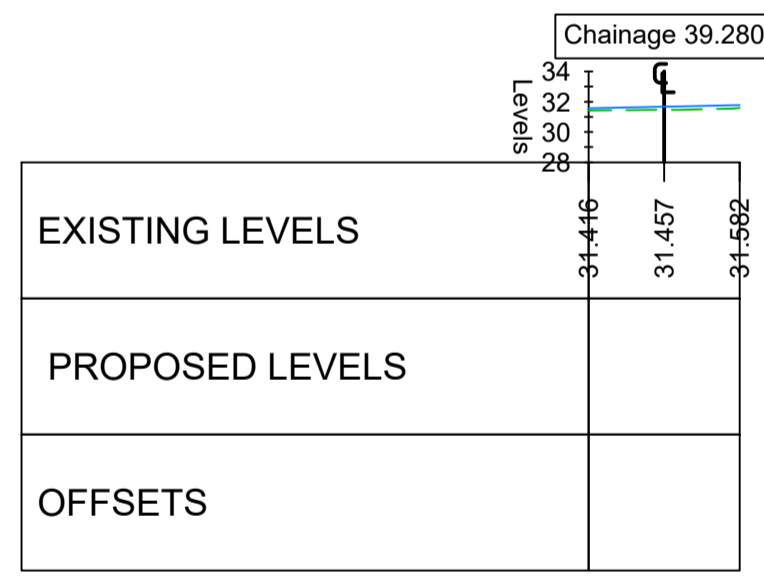 Chainage 39.280
Levels
34
32
30
28
℄
EXISTING LEVELS
31.416
31.457
31.582
PROPOSED LEVELS
OFFSETS